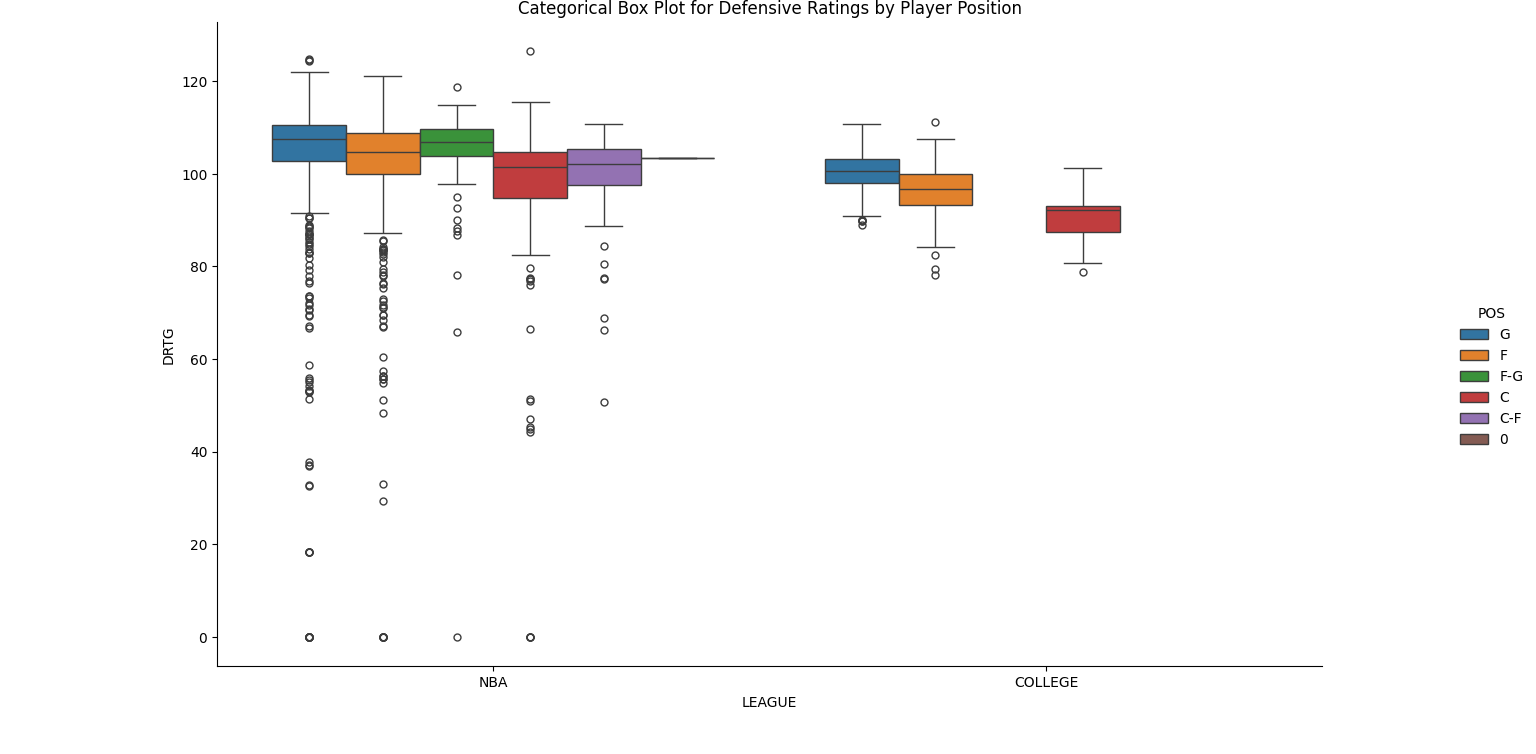 Categorical Box Plot for Defensive Ratings by Player Position
120
100
80
60
40
20
0
DRTG
NBA
COLLEGE
LEAGUE
POS
G
F
F-G
C
C-F
0